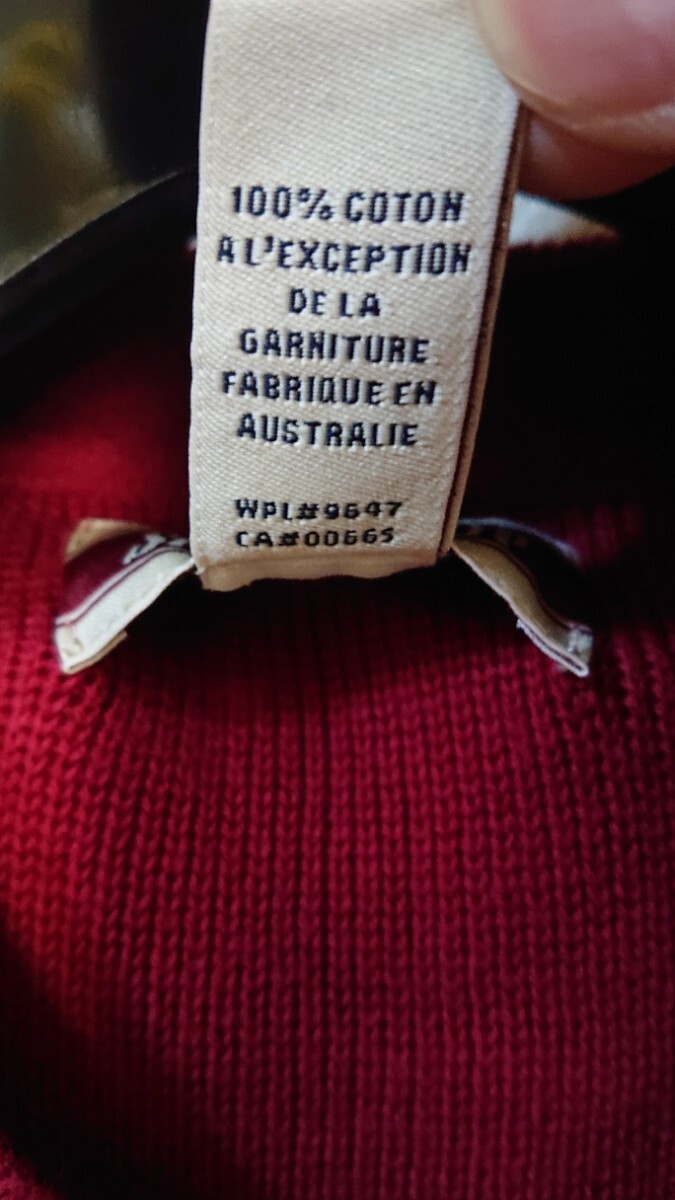 100% COTON
A L'EXCEPTION
DE LA
GARNITURE
FABRIQUE EN
AUSTRALIE
WPL#9647
CA#00665